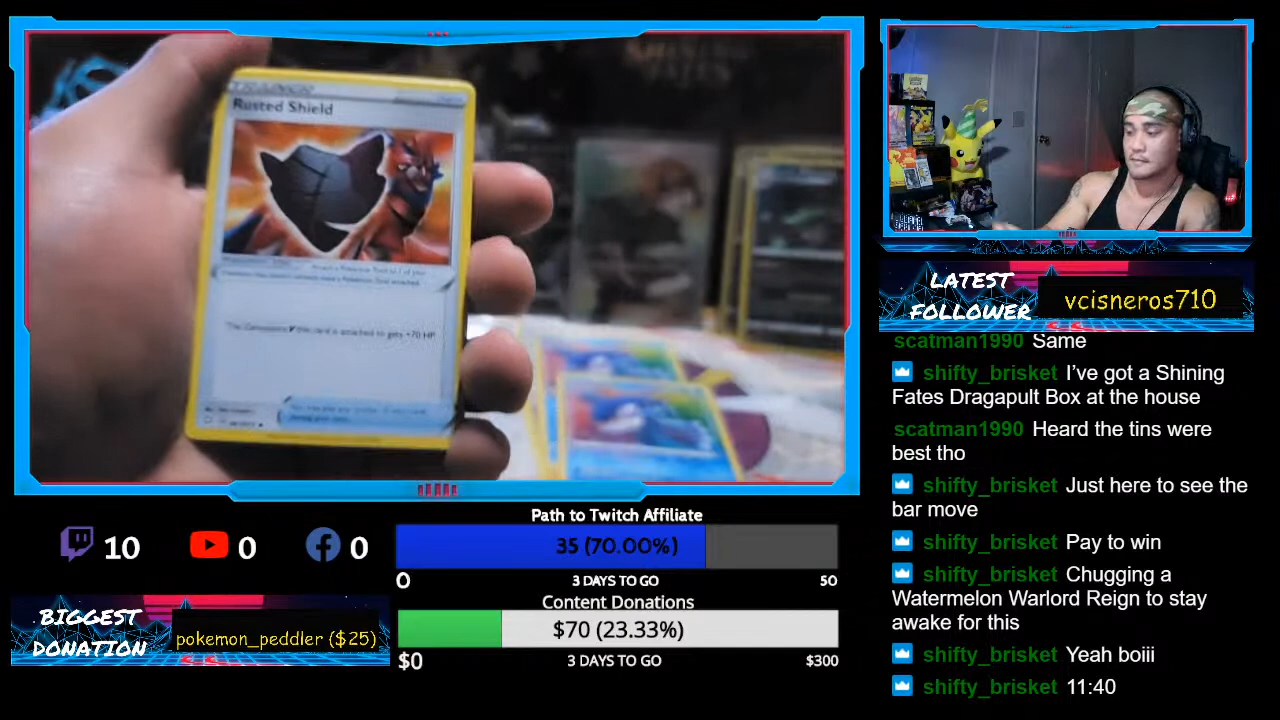 SHINING
FATES
Rusted Shield
LATEST
FOLLOWER
vcisneros710
scatman1990 Same
shifty_brisket I've got a Shining
Fates Dragapult Box at the house
scatman1990 Heard the tins were
best tho
shifty_brisket Just here to see the
bar move
shifty_brisket Pay to win
shifty_brisket Chugging a
Watermelon Warlord Reign to stay
awake for this
shifty_brisket Yeah boiii
shifty_brisket 11:40
10 0 0
BIGGEST
DONATION
pokemon_peddler ($25)
Path to Twitch Affiliate
35 (70.00%)
0 3 DAYS TO GO 50
Content Donations
$70 (23.33%)
$0 3 DAYS TO GO $300